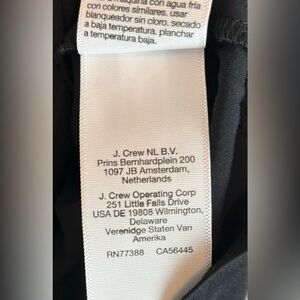 máquina con agua fría
con colores similares. usar
blanqueador sin cloro. secado
a baja temperatura. planchar
a temperatura baja.
J. Crew NL B.V.
Prins Bernhardplein 200
1097 JB Amsterdam,
Netherlands
J. Crew Operating Corp
251 Little Falls Drive
USA DE 19808 Wilmington,
Delaware
Verenidge Staten Van
Amerika
RN77388 CA56445